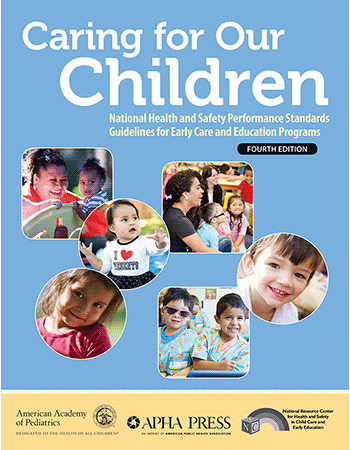 Caring for Our
Children
National Health and Safety Performance Standards
Guidelines for Early Care and Education Programs
FOURTH EDITION
I ♥
American Academy
of Pediatrics
DEDICATED TO THE HEALTH OF ALL CHILDREN®
APHA PRESS
AN IMPRINT OF AMERICAN PUBLIC HEALTH ASSOCIATION
National Resource Center
for Health and Safety
in Child Care and
Early Education